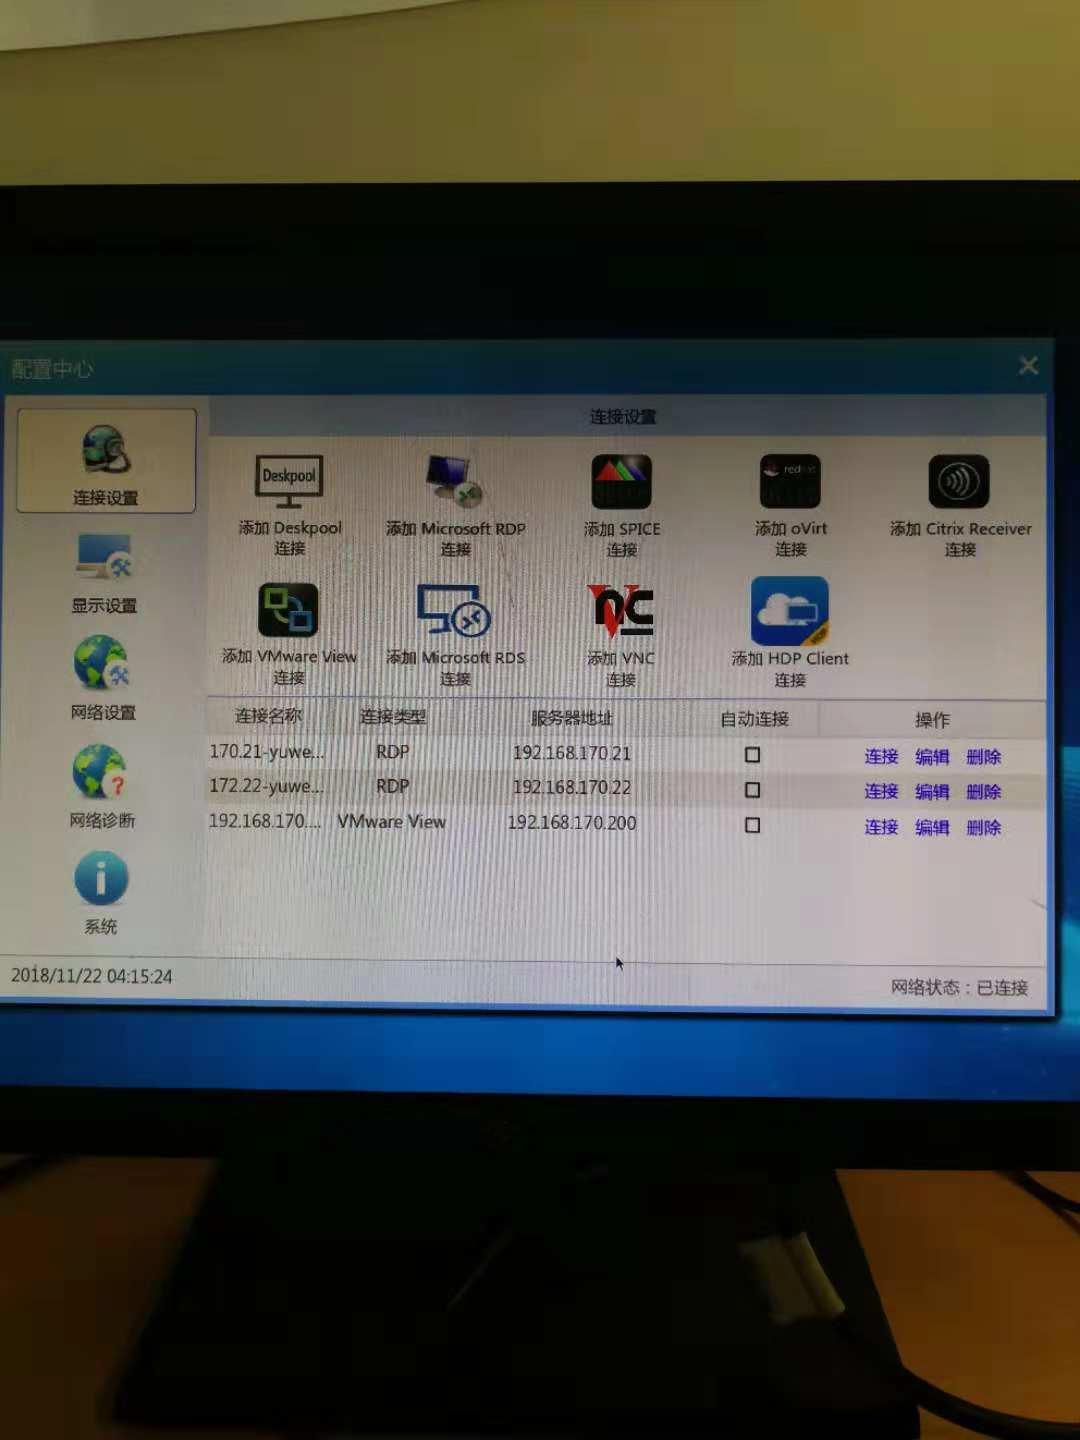 配置中心
连接设置
连接设置
显示设置
网络设置
网络诊断
系统
Deskpool
添加 Deskpool
连接
添加 Microsoft RDP
连接
添加 SPICE
连接
添加 oVirt
连接
添加 Citrix Receiver
连接
添加 VMware View
连接
添加 Microsoft RDS
连接
VNC
添加 VNC
连接
HDP
添加 HDP Client
连接
连接名称 连接类型 服务器地址 自动连接 操作
170.21-yuwe... RDP 192.168.170.21 连接 编辑 删除
172.22-yuwe... RDP 192.168.170.22 连接 编辑 删除
192.168.170.... VMware View 192.168.170.200 连接 编辑 删除
2018/11/22 04:15:24
网络状态：已连接